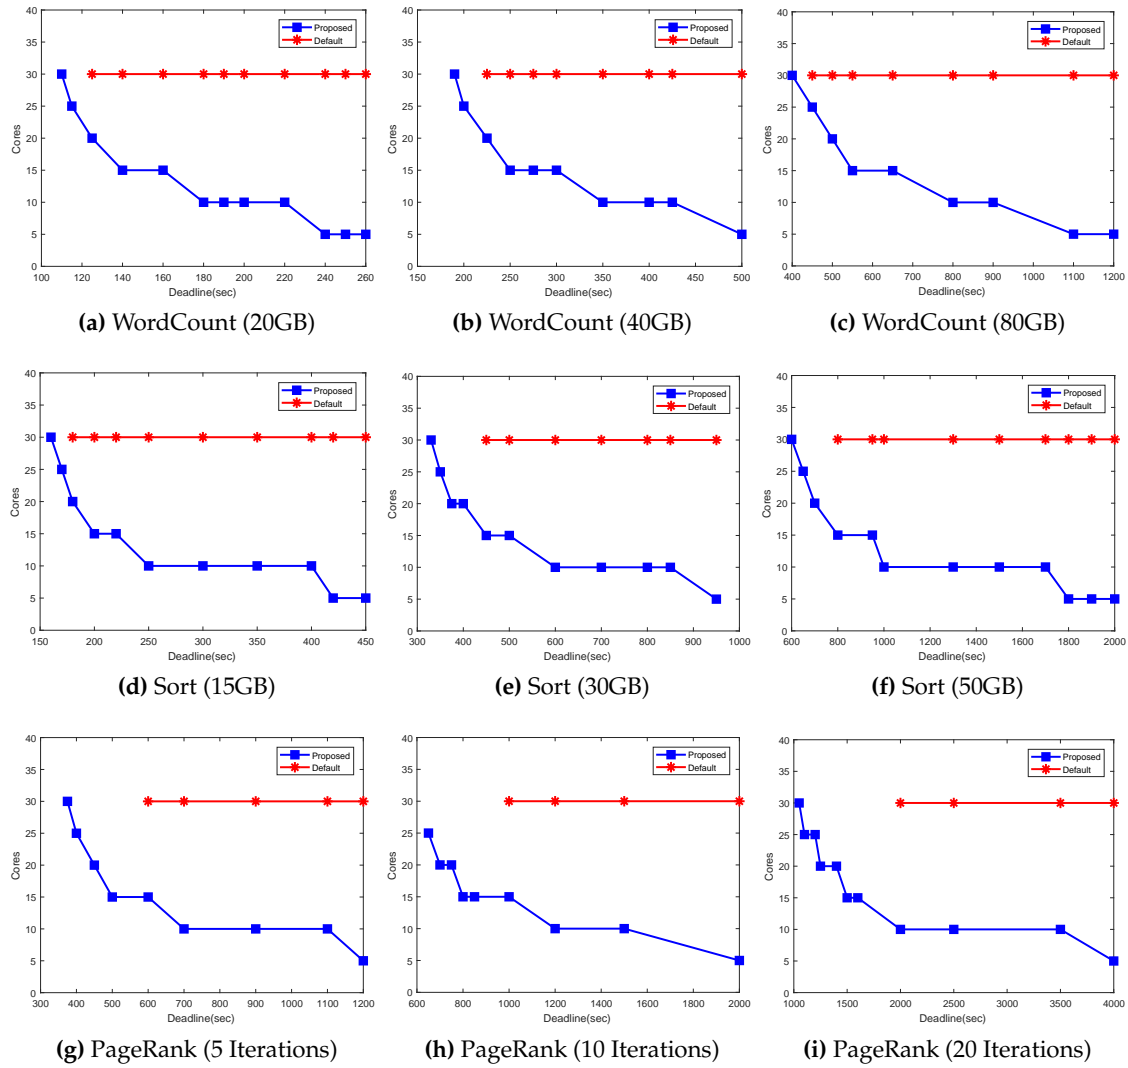 40
35
30
25
20
15
10
5
0
Cores
100 120 140 160 180 200 220 240 260
Deadline(sec)
Proposed
Default
(a) WordCount (20GB)
40
35
30
25
20
15
10
5
0
Cores
100 150 200 250 300 350 400 450 500
Deadline(sec)
Proposed
Default
(b) WordCount (40GB)
40
35
30
25
20
15
10
5
0
Cores
400 500 600 700 800 900 1000 1100 1200
Deadline(sec)
Proposed
Default
(c) WordCount (80GB)
40
35
30
25
20
15
10
5
0
Cores
150 200 250 300 350 400 450
Deadline(sec)
Proposed
Default
(d) Sort (15GB)
40
35
30
25
20
15
10
5
0
Cores
300 400 500 600 700 800 900 1000
Deadline(sec)
Proposed
Default
(e) Sort (30GB)
40
35
30
25
20
15
10
5
0
Cores
600 800 1000 1200 1400 1600 1800 2000
Deadline(sec)
Proposed
Default
(f) Sort (50GB)
40
35
30
25
20
15
10
5
0
Cores
300 400 500 600 700 800 900 1000 1100 1200
Deadline(sec)
Proposed
Default
(g) PageRank (5 Iterations)
40
35
30
25
20
15
10
5
0
Cores
600 800 1000 1200 1400 1600 1800 2000
Deadline(sec)
Proposed
Default
(h) PageRank (10 Iterations)
40
35
30
25
20
15
10
5
0
Cores
1000 1500 2000 2500 3000 3500 4000
Deadline(sec)
Proposed
Default
(i) PageRank (20 Iterations)